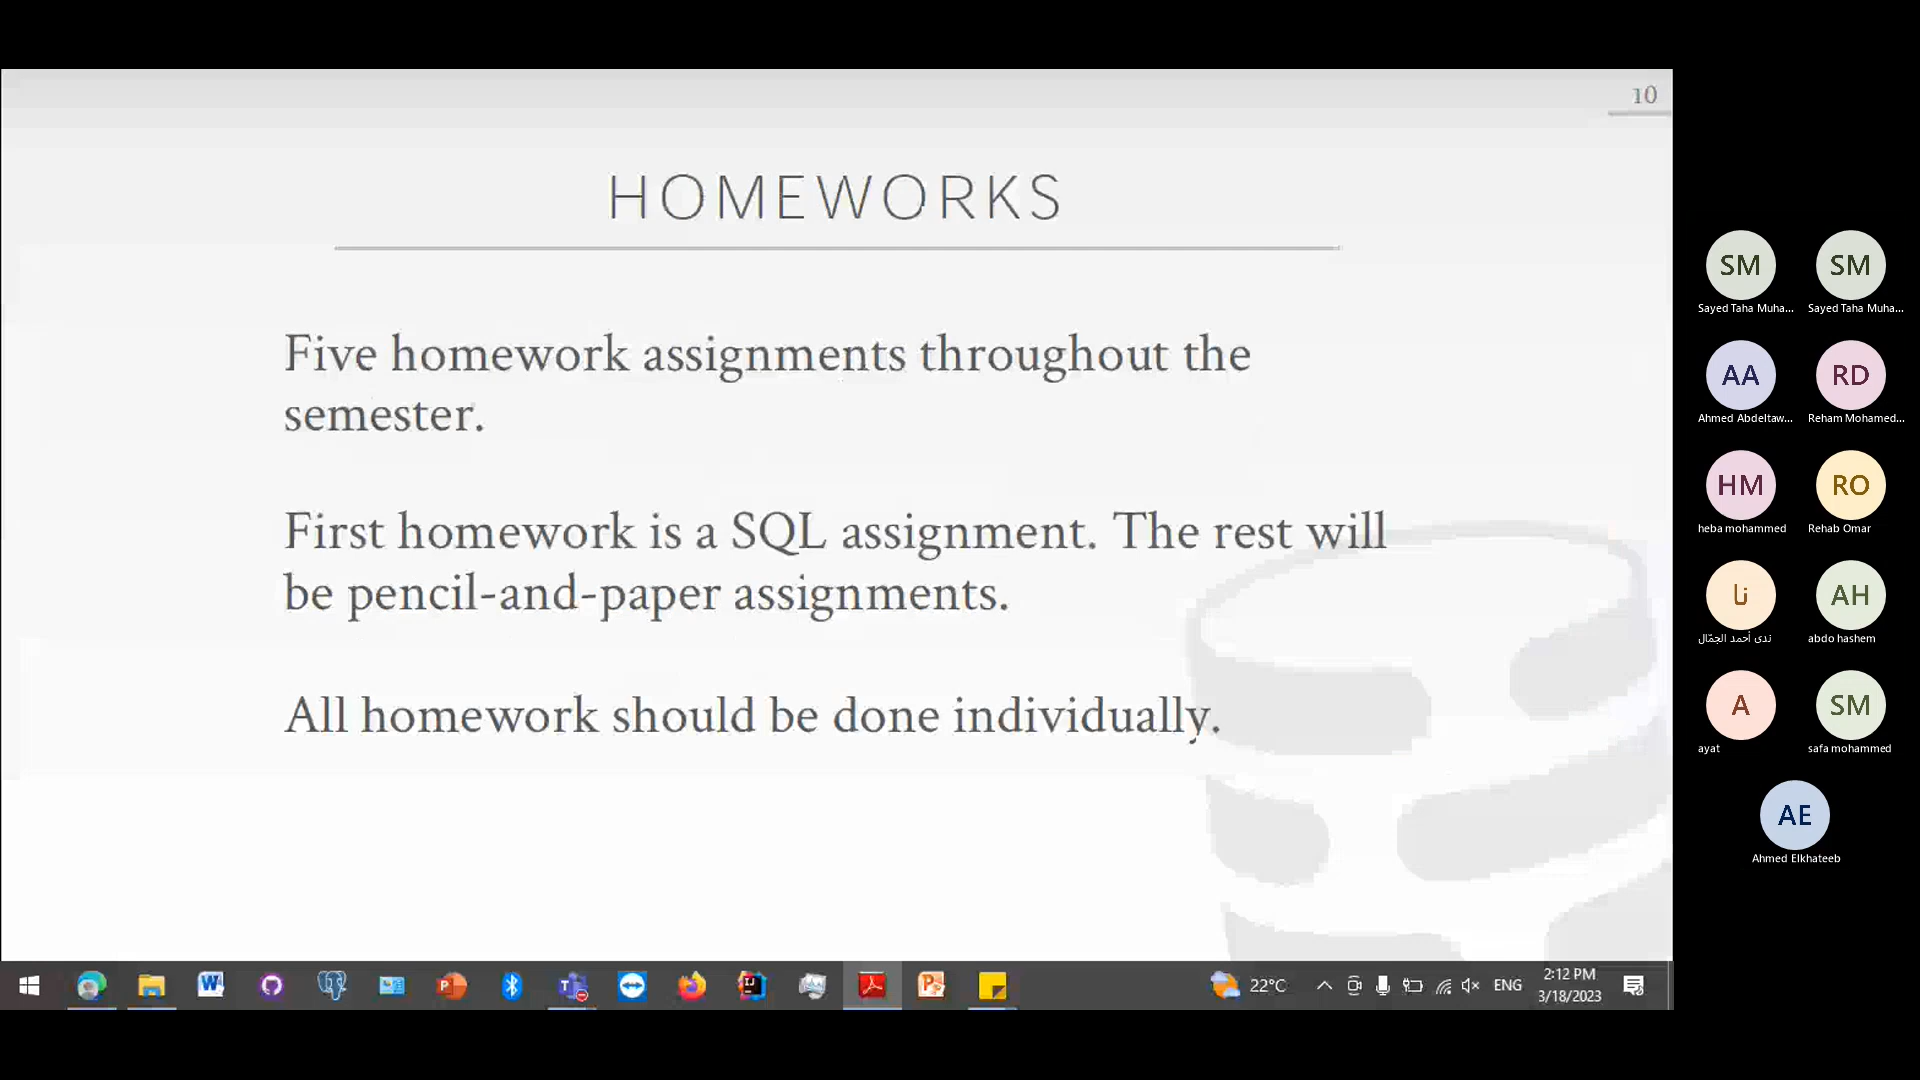 10
HOMEWORKS
Five homework assignments throughout the
semester.
First homework is a SQL assignment. The rest will
be pencil-and-paper assignments.
All homework should be done individually.
SM
SM
Sayed Taha Muha...
Sayed Taha Muha...
AA
RD
Ahmed Abdeltaw...
Reham Mohamed...
HM
RO
heba mohammed
Rehab Omar
نا
AH
ندى أحمد الجمّال
abdo hashem
A
SM
ayat
safa mohammed
AE
Ahmed Elkhateeb
22°C
ENG
2:12 PM
3/18/2023